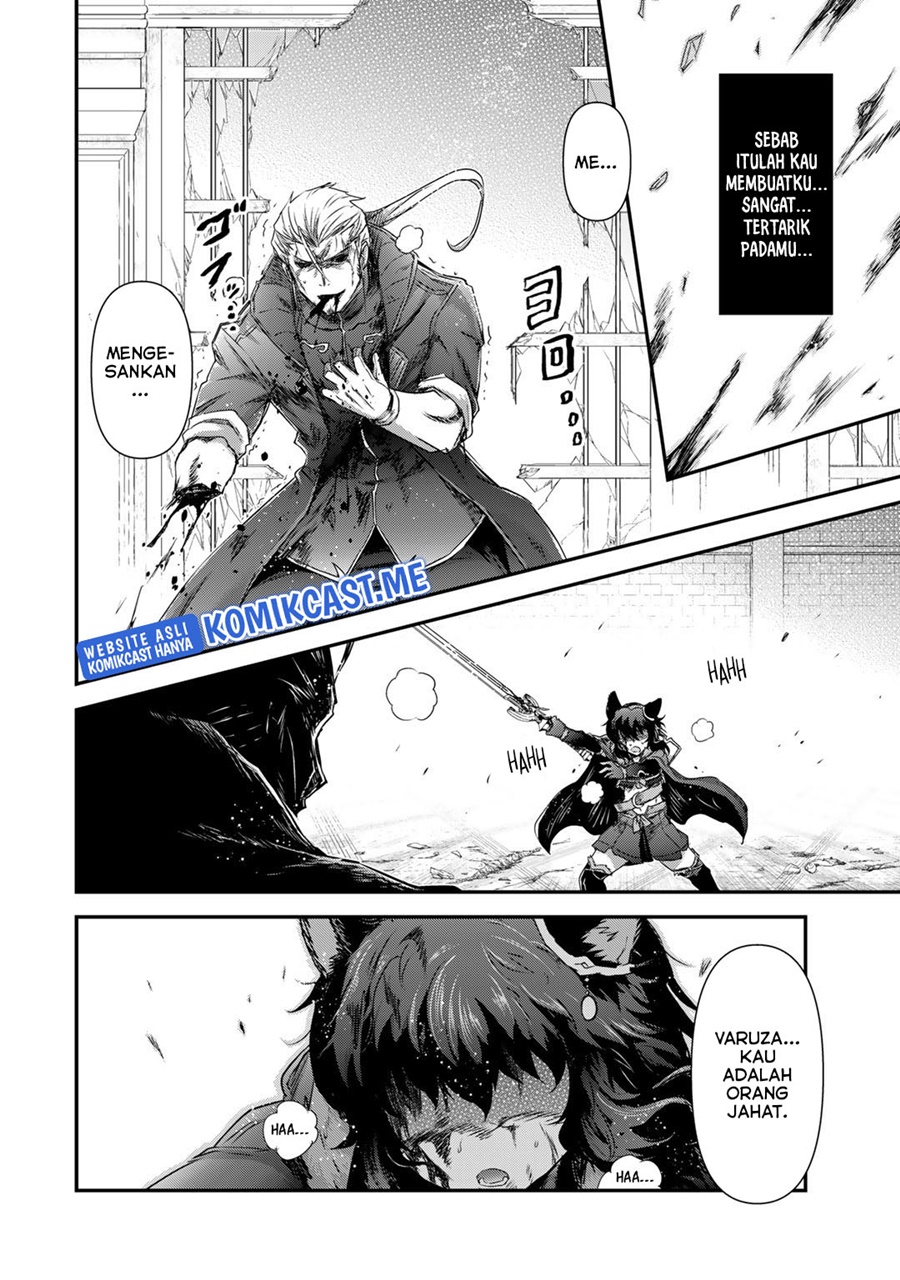 SEBAB
ITULAH KAU
MEMBUATKU...
SANGAT...
TERTARIK
PADAMU...
ME...
ヨロ...
ゴブッ...
MENGE-
SANKAN
...
WEBSITE ASLI
KOMIKCAST HANYA
KOMIKCAST.ME
HAHH
HAHH
VARUZA...
KAU
ADALAH
ORANG
JAHAT.
HAA...
HAA...